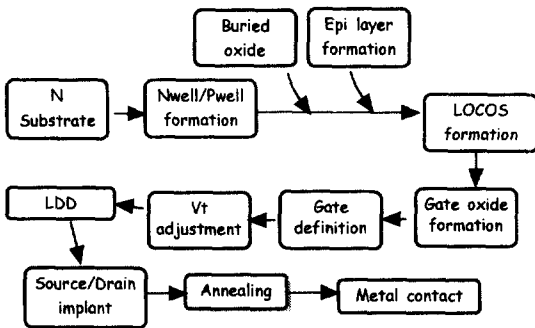 Buried
oxide
Epi layer
formation
N
Substrate
Nwell/Pwell
formation
LOCOS
formation
Gate oxide
formation
Gate
definition
Vt
adjustment
LDD
Source/Drain
implant
Annealing
Metal contact